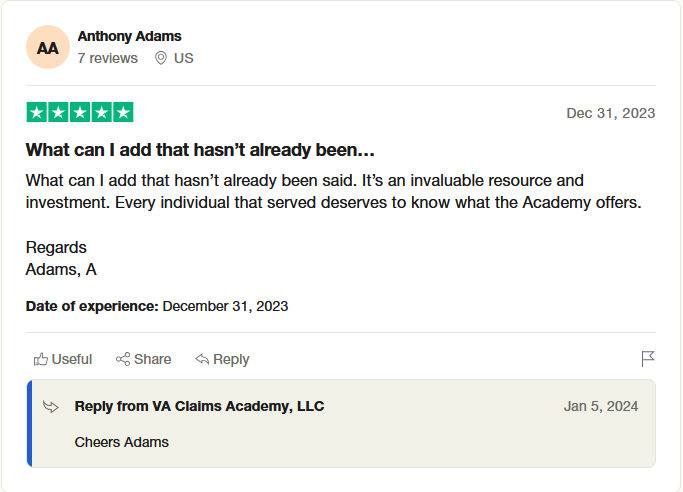 AA
Anthony Adams
7 reviews US
Dec 31, 2023
What can I add that hasn’t already been…
What can I add that hasn’t already been said. It’s an invaluable resource and
investment. Every individual that served deserves to know what the Academy offers.
Regards
Adams, A
Date of experience: December 31, 2023
Useful Share Reply
Reply from VA Claims Academy, LLC Jan 5, 2024
Cheers Adams